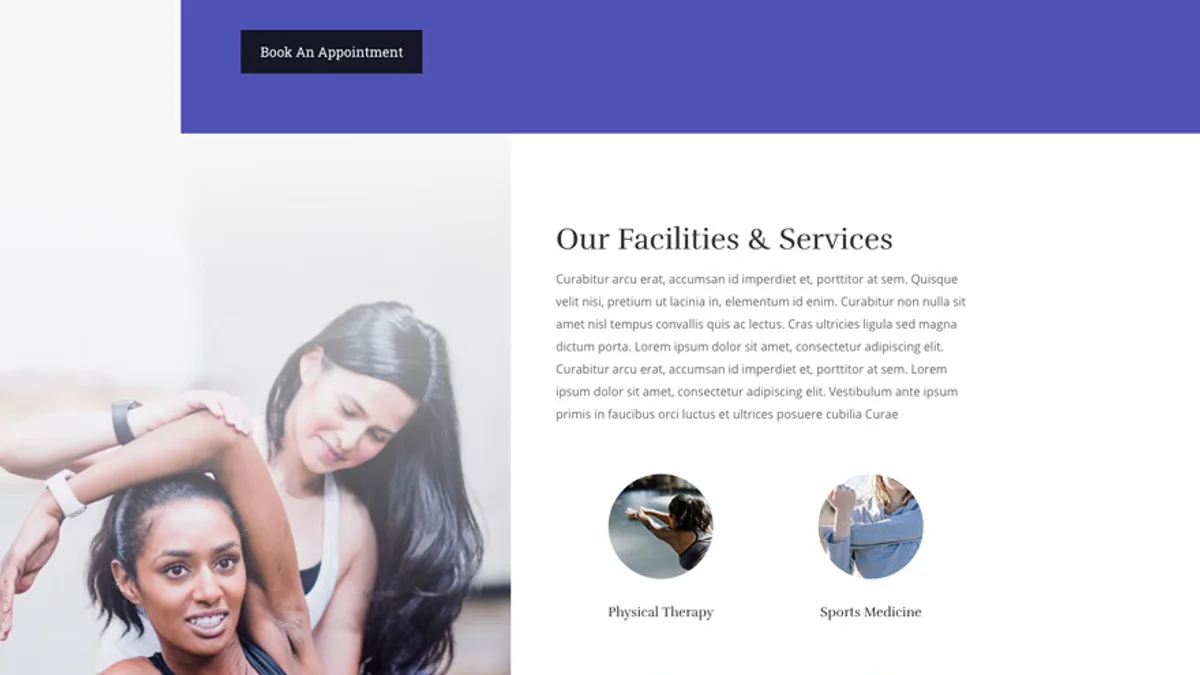 Book An Appointment
Our Facilities & Services
Curabitur arcu erat, accumsan id imperdiet et, porttitor at sem. Quisque
velit nisi, pretium ut lacinia in, elementum id enim. Curabitur non nulla sit
amet nisl tempus convallis quis ac lectus. Cras ultricies ligula sed magna
dictum porta. Lorem ipsum dolor sit amet, consectetur adipiscing elit.
Curabitur arcu erat, accumsan id imperdiet et, porttitor at sem. Lorem
ipsum dolor sit amet, consectetur adipiscing elit. Vestibulum ante ipsum
primis in faucibus orci luctus et ultrices posuere cubilia Curae
Physical Therapy
Sports Medicine